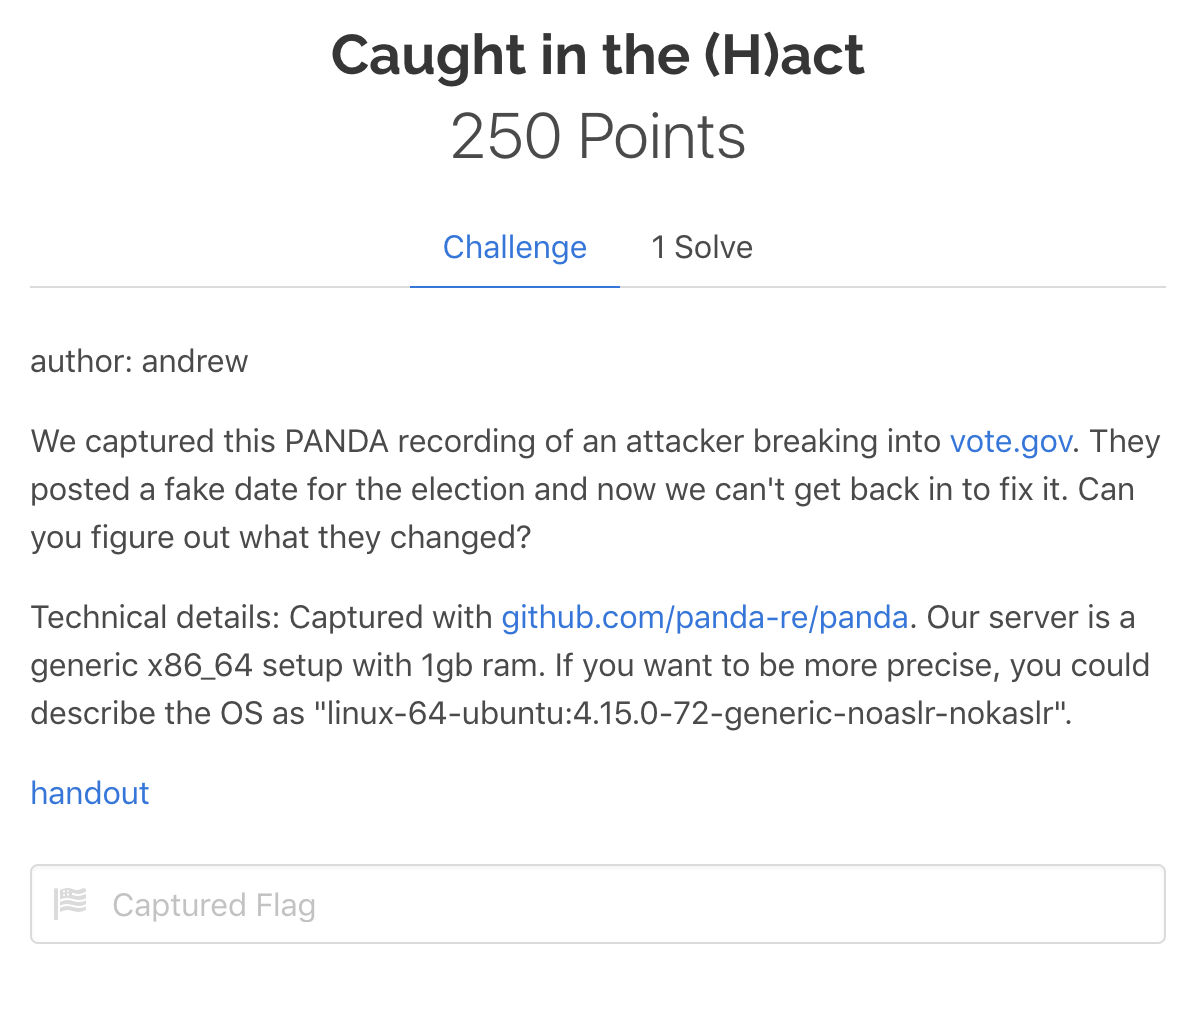 Caught in the (H)act
250 Points
Challenge
1 Solve
author: andrew
We captured this PANDA recording of an attacker breaking into vote.gov. They
posted a fake date for the election and now we can't get back in to fix it. Can
you figure out what they changed?
Technical details: Captured with github.com/panda-re/panda. Our server is a
generic x86_64 setup with 1gb ram. If you want to be more precise, you could
describe the OS as "linux-64-ubuntu:4.15.0-72-generic-noaslr-nokaslr".
handout
Captured Flag